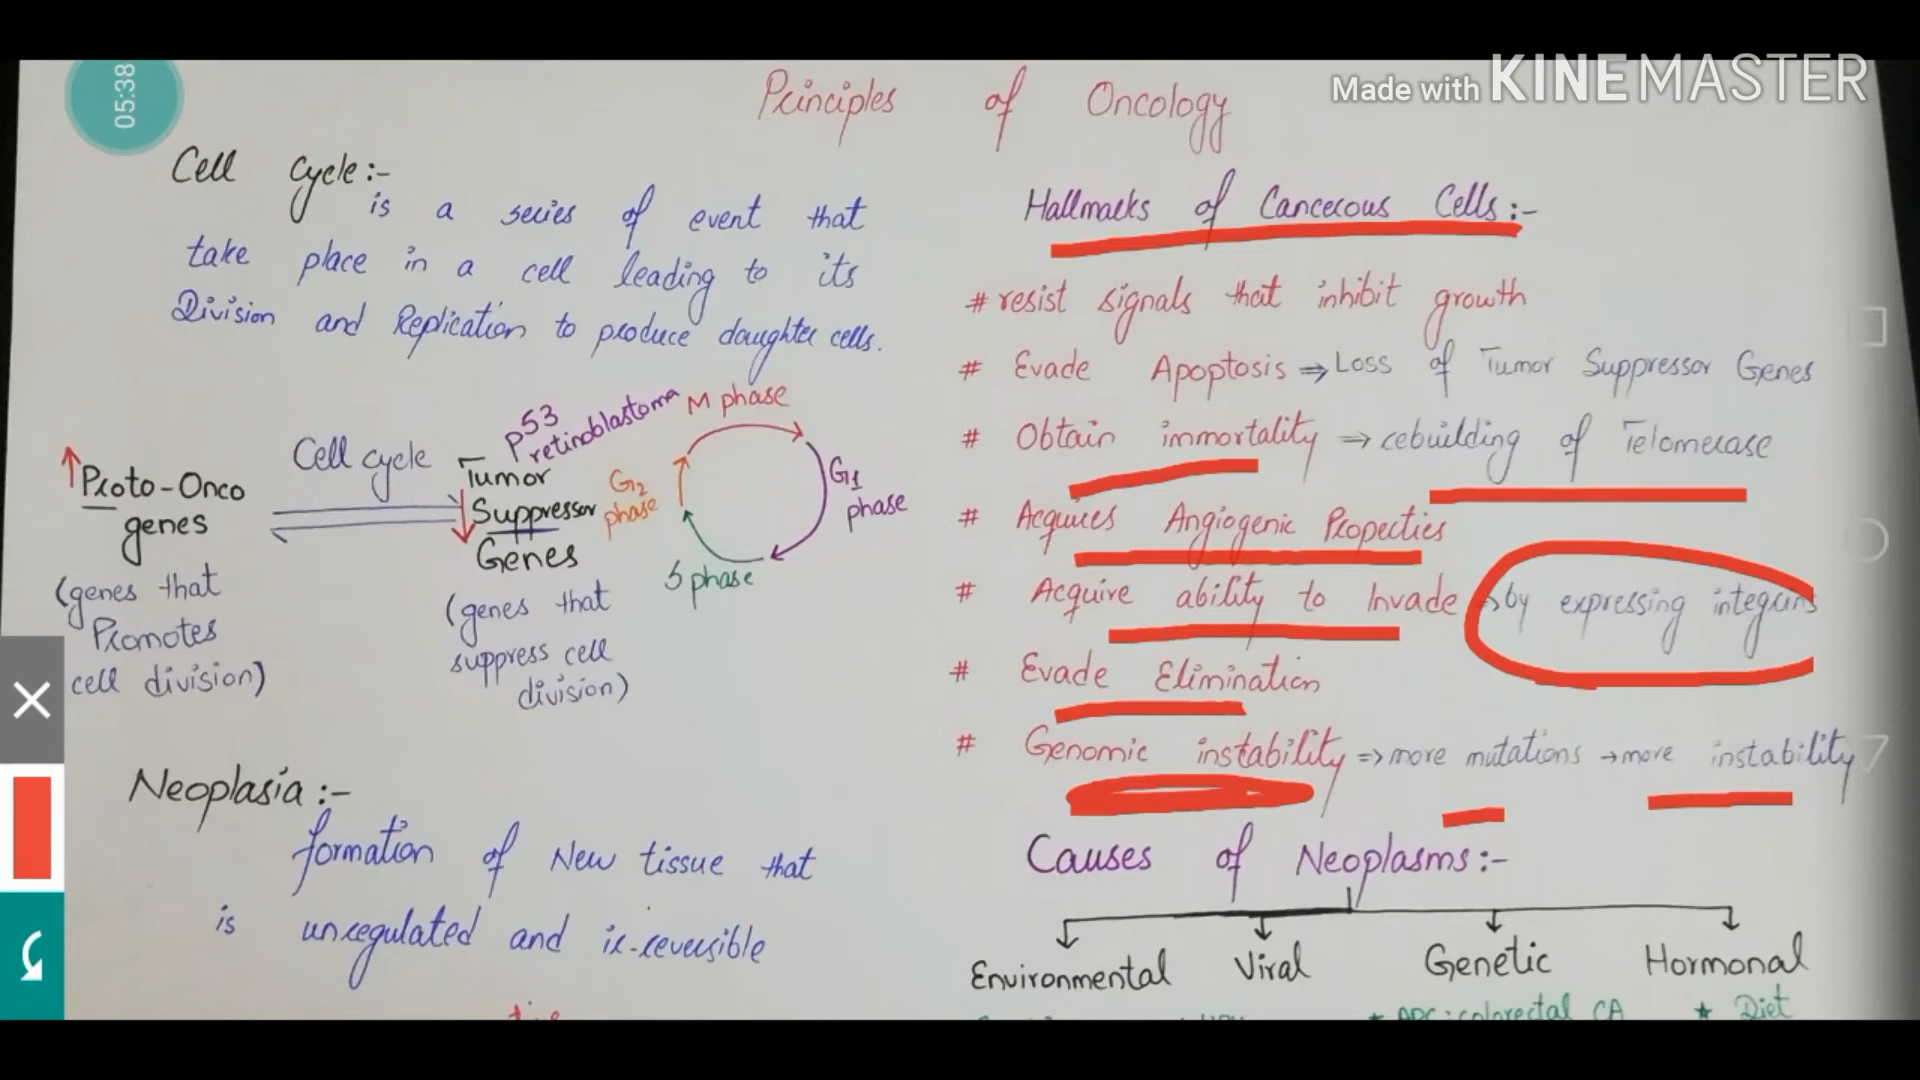 Made with KINEMASTER
05:38
Principles of Oncology
Cell Cycle:-
is a series of event that
take place in a cell leading to its
Division and Replication to produce daughter cells.
Cell cycle
↑Proto-Onco
genes
(genes that
Promotes
cell division)
p53
retinoblastoma
Tumor
↓Suppressor
Genes
(genes that
suppress cell
division)
M phase
G1
phase
S phase
G2
phase
Neoplasia:-
formation of New tissue that
is unregulated and ir-reversible
Hallmarks of Cancerous Cells:-
# resist signals that inhibit growth
# Evade Apoptosis ⇒ Loss of Tumor Suppressor Genes
# Obtain immortality ⇒ rebuilding of Telomerase
# Acquires Angiogenic Properties
# Acquire ability to Invade → by expressing integrins
# Evade Elimination
# Genomic instability ⇒ more mutations → more instability
Causes of Neoplasms:-
Environmental Viral Genetic Hormonal
* APC: colorectal CA
* Diet